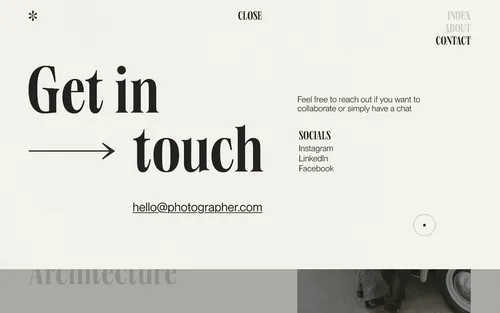 CLOSE
INDEX
ABOUT
CONTACT
Get in
touch
Feel free to reach out if you want to
collaborate or simply have a chat
SOCIALS
Instagram
LinkedIn
Facebook
hello@photographer.com
Architecture